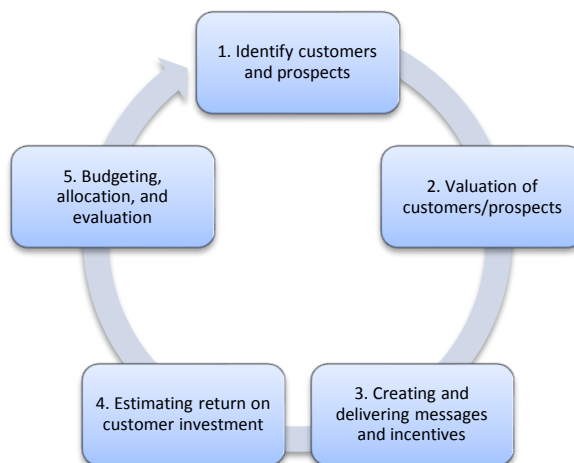 1. Identify customers
and prospects
2. Valuation of
customers/prospects
3. Creating and
delivering messages
and incentives
4. Estimating return on
customer investment
5. Budgeting,
allocation, and
evaluation